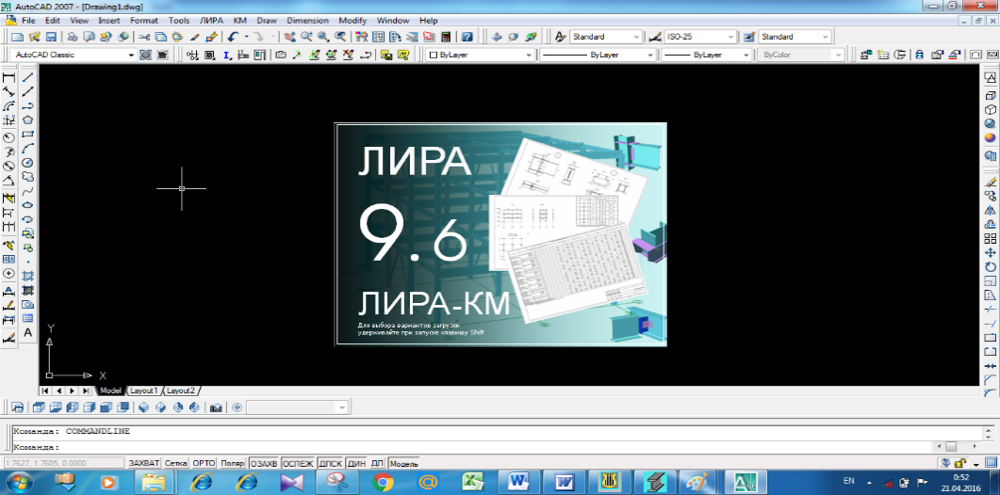 AutoCAD 2007 - [Drawing1.dwg]
File Edit View Insert Format Tools ЛИРА КМ Draw Dimension Modify Window Help
Standard ISO-25 Standard
AutoCAD Classic ByLayer ByLayer ByLayer ByColor
ЛИРА
9.6
ЛИРА-КМ
Для выбора вариантов загрузки
удерживайте при запуске клавишу Shift
Y
X
Model Layout1 Layout2
Команда: COMMANDLINE
Команда:
1.7627, 1.7605, 0.0000 ЗАХВАТ Сетка ОРТО Поляр ОЗАХВ ОСПЕЖ ДПСК ДИН ДЛ Модель
EN 0:52
21.04.2016